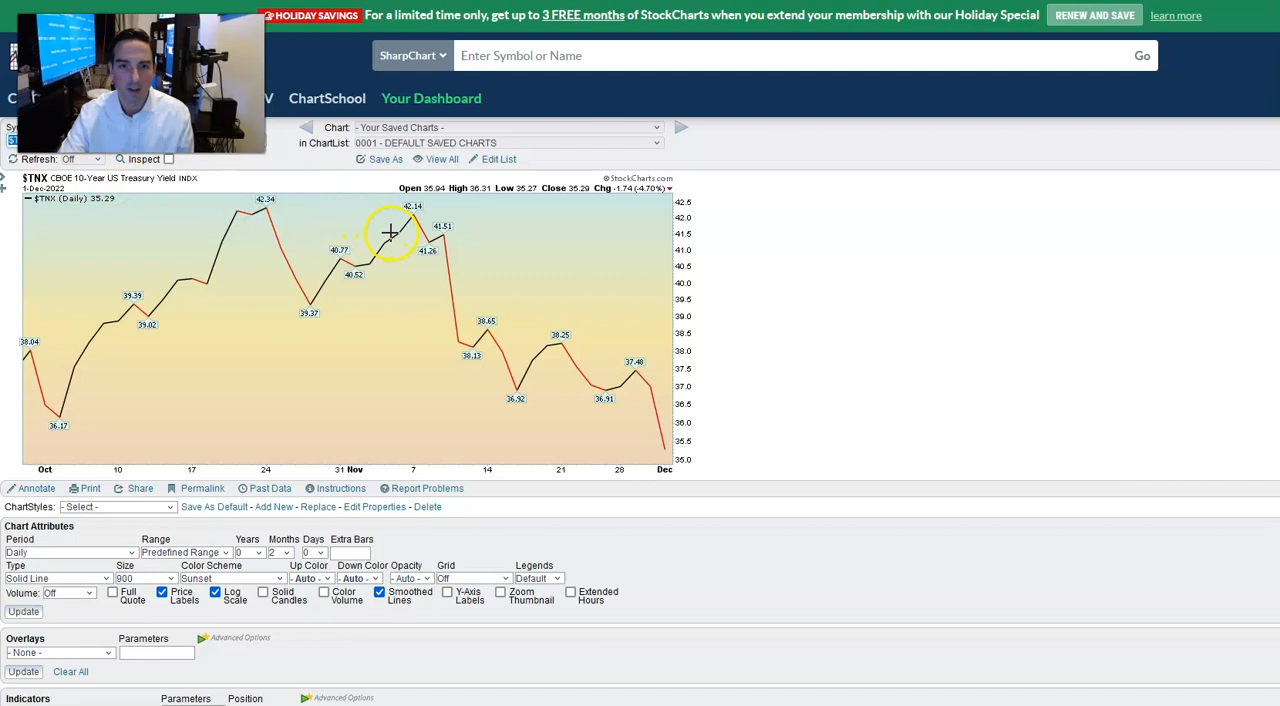 HOLIDAY SAVINGS For a limited time only, get up to 3 FREE months of StockCharts when you extend your membership with our Holiday Special RENEW AND SAVE learn more
SharpChart Enter Symbol or Name Go
C V ChartSchool Your Dashboard
Sy Chart: - Your Saved Charts -
in ChartList: 0001 - DEFAULT SAVED CHARTS
Refresh: Off Inspect Save As View All Edit List
$TNX CBOE 10-Year US Treasury Yield INDX © StockCharts.com
1-Dec-2022 Open 35.94 High 36.31 Low 35.27 Close 35.29 Chg -1.74 (-4.70%)
$TNX (Daily) 35.29
42.34
42.14
41.51
41.26
40.77
40.52
39.39
39.37
39.02
38.04
38.65
38.25
38.13
37.48
36.92
36.91
36.17
42.5
42.0
41.5
41.0
40.5
40.0
39.5
39.0
38.5
38.0
37.5
37.0
36.5
36.0
35.5
35.0
Oct 10 17 24 31 Nov 7 14 21 28 Dec
Annotate Print Share Permalink Past Data Instructions Report Problems
ChartStyles: - Select - Save As Default - Add New - Replace - Edit Properties - Delete
Chart Attributes
Period Range Years Months Days Extra Bars
Daily Predefined Range 0 2 0
Type Size Color Scheme Up Color Down Color Opacity Grid Legends
Solid Line 900 Sunset - Auto - - Auto - - Auto - Off Default
Volume: Off Full Quote Price Labels Log Scale Solid Candles Color Volume Smoothed Lines Y-Axis Labels Zoom Thumbnail Extended Hours
Update
Overlays Parameters Advanced Options
- None -
Update Clear All
Indicators Parameters Position Advanced Options